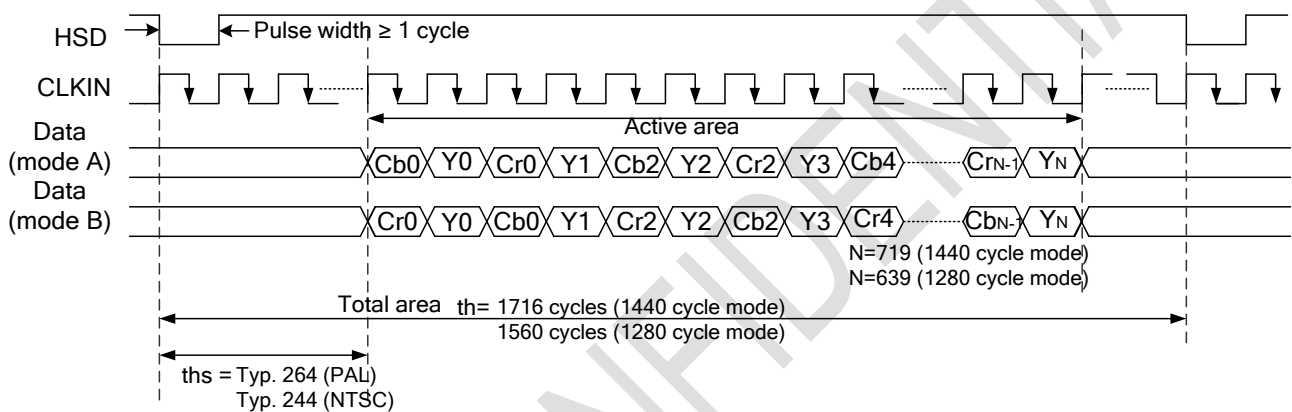 HSD
Pulse width ≥ 1 cycle
CLKIN
Active area
Data
(mode A)
Cb0 Y0 Cr0 Y1 Cb2 Y2 Cr2 Y3 Cb4 CrN-1 YN
Data
(mode B)
Cr0 Y0 Cb0 Y1 Cr2 Y2 Cb2 Y3 Cr4 CbN-1 YN
N=719 (1440 cycle mode)
N=639 (1280 cycle mode)
Total area th= 1716 cycles (1440 cycle mode)
1560 cycles (1280 cycle mode)
ths = Typ. 264 (PAL)
Typ. 244 (NTSC)
NFIDENTIA